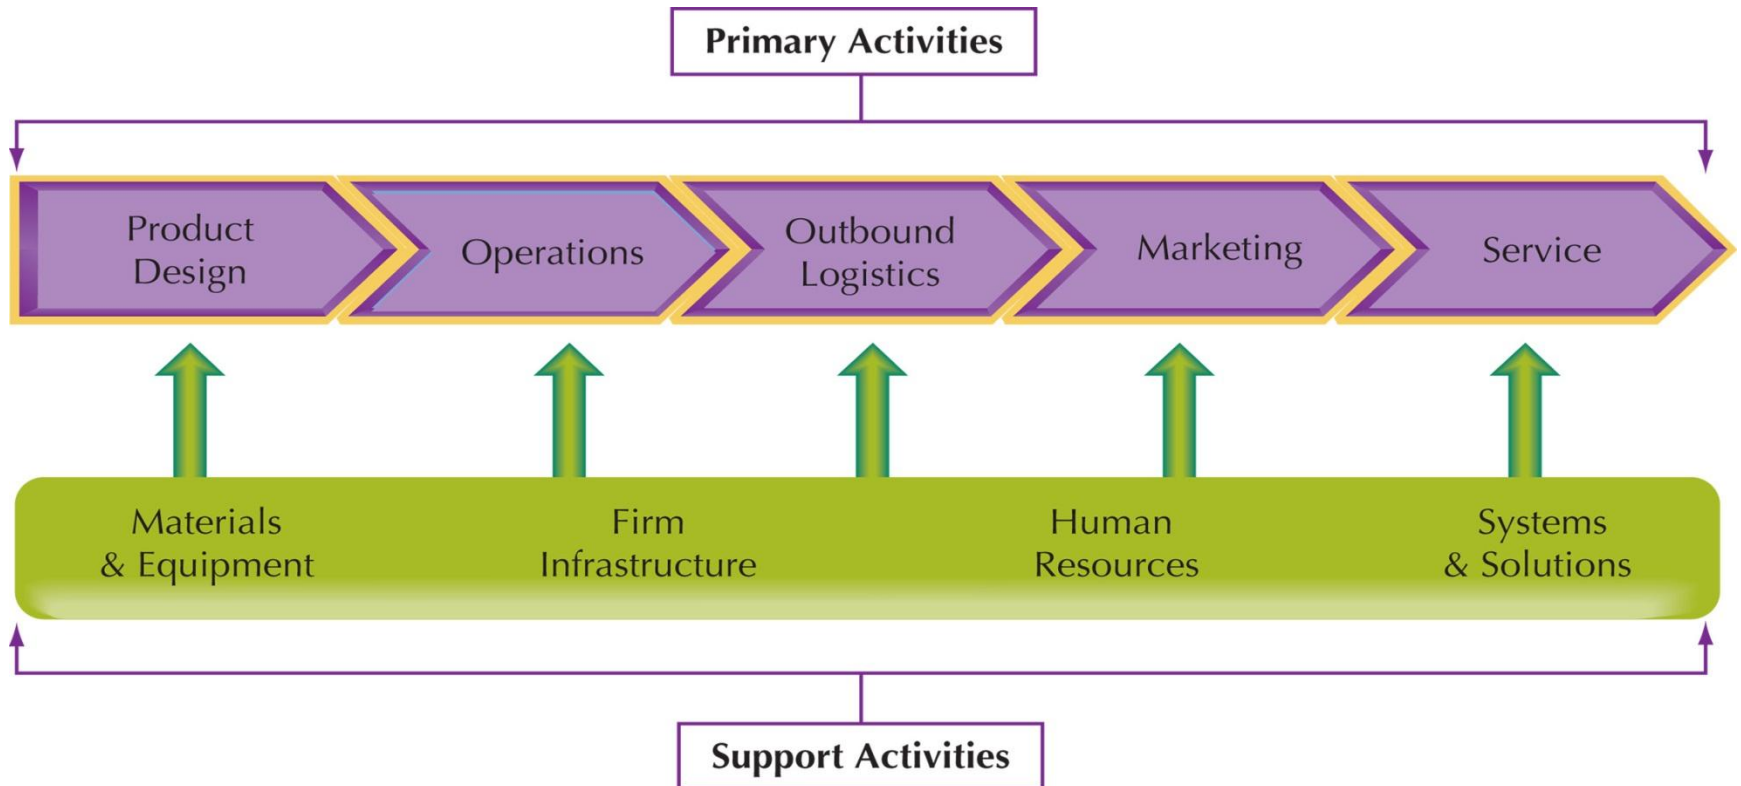 Primary Activities
Product
Design
Operations
Outbound
Logistics
Marketing
Service
Materials
& Equipment
Firm
Infrastructure
Human
Resources
Systems
& Solutions
Support Activities